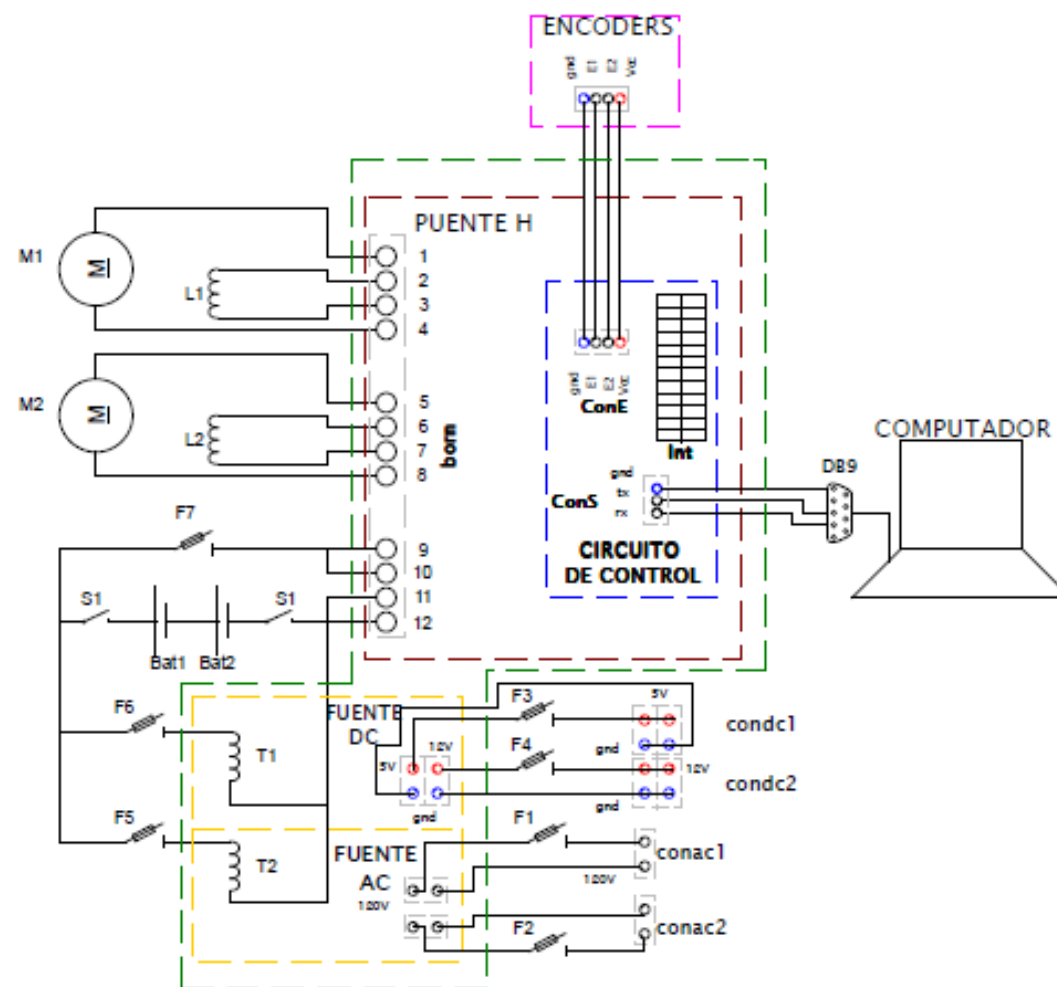 ENCODERS
gnd E1 E2 Vcc
PUENTE H
M1
M
L1
1
2
3
4
M2
M
L2
5
6
7
8
born
gnd E1 E2 Vcc
ConE
Int
COMPUTADOR
DB9
gnd
tx
rx
ConS
CIRCUITO
DE CONTROL
F7
9
10
11
12
S1
S1
Bat1
Bat2
F6
T1
FUENTE
DC
5V
12V
gnd
F3
5V
condc1
F4
gnd
12V
condc2
gnd
F5
T2
FUENTE
AC
120V
F1
120V
conac1
F2
conac2